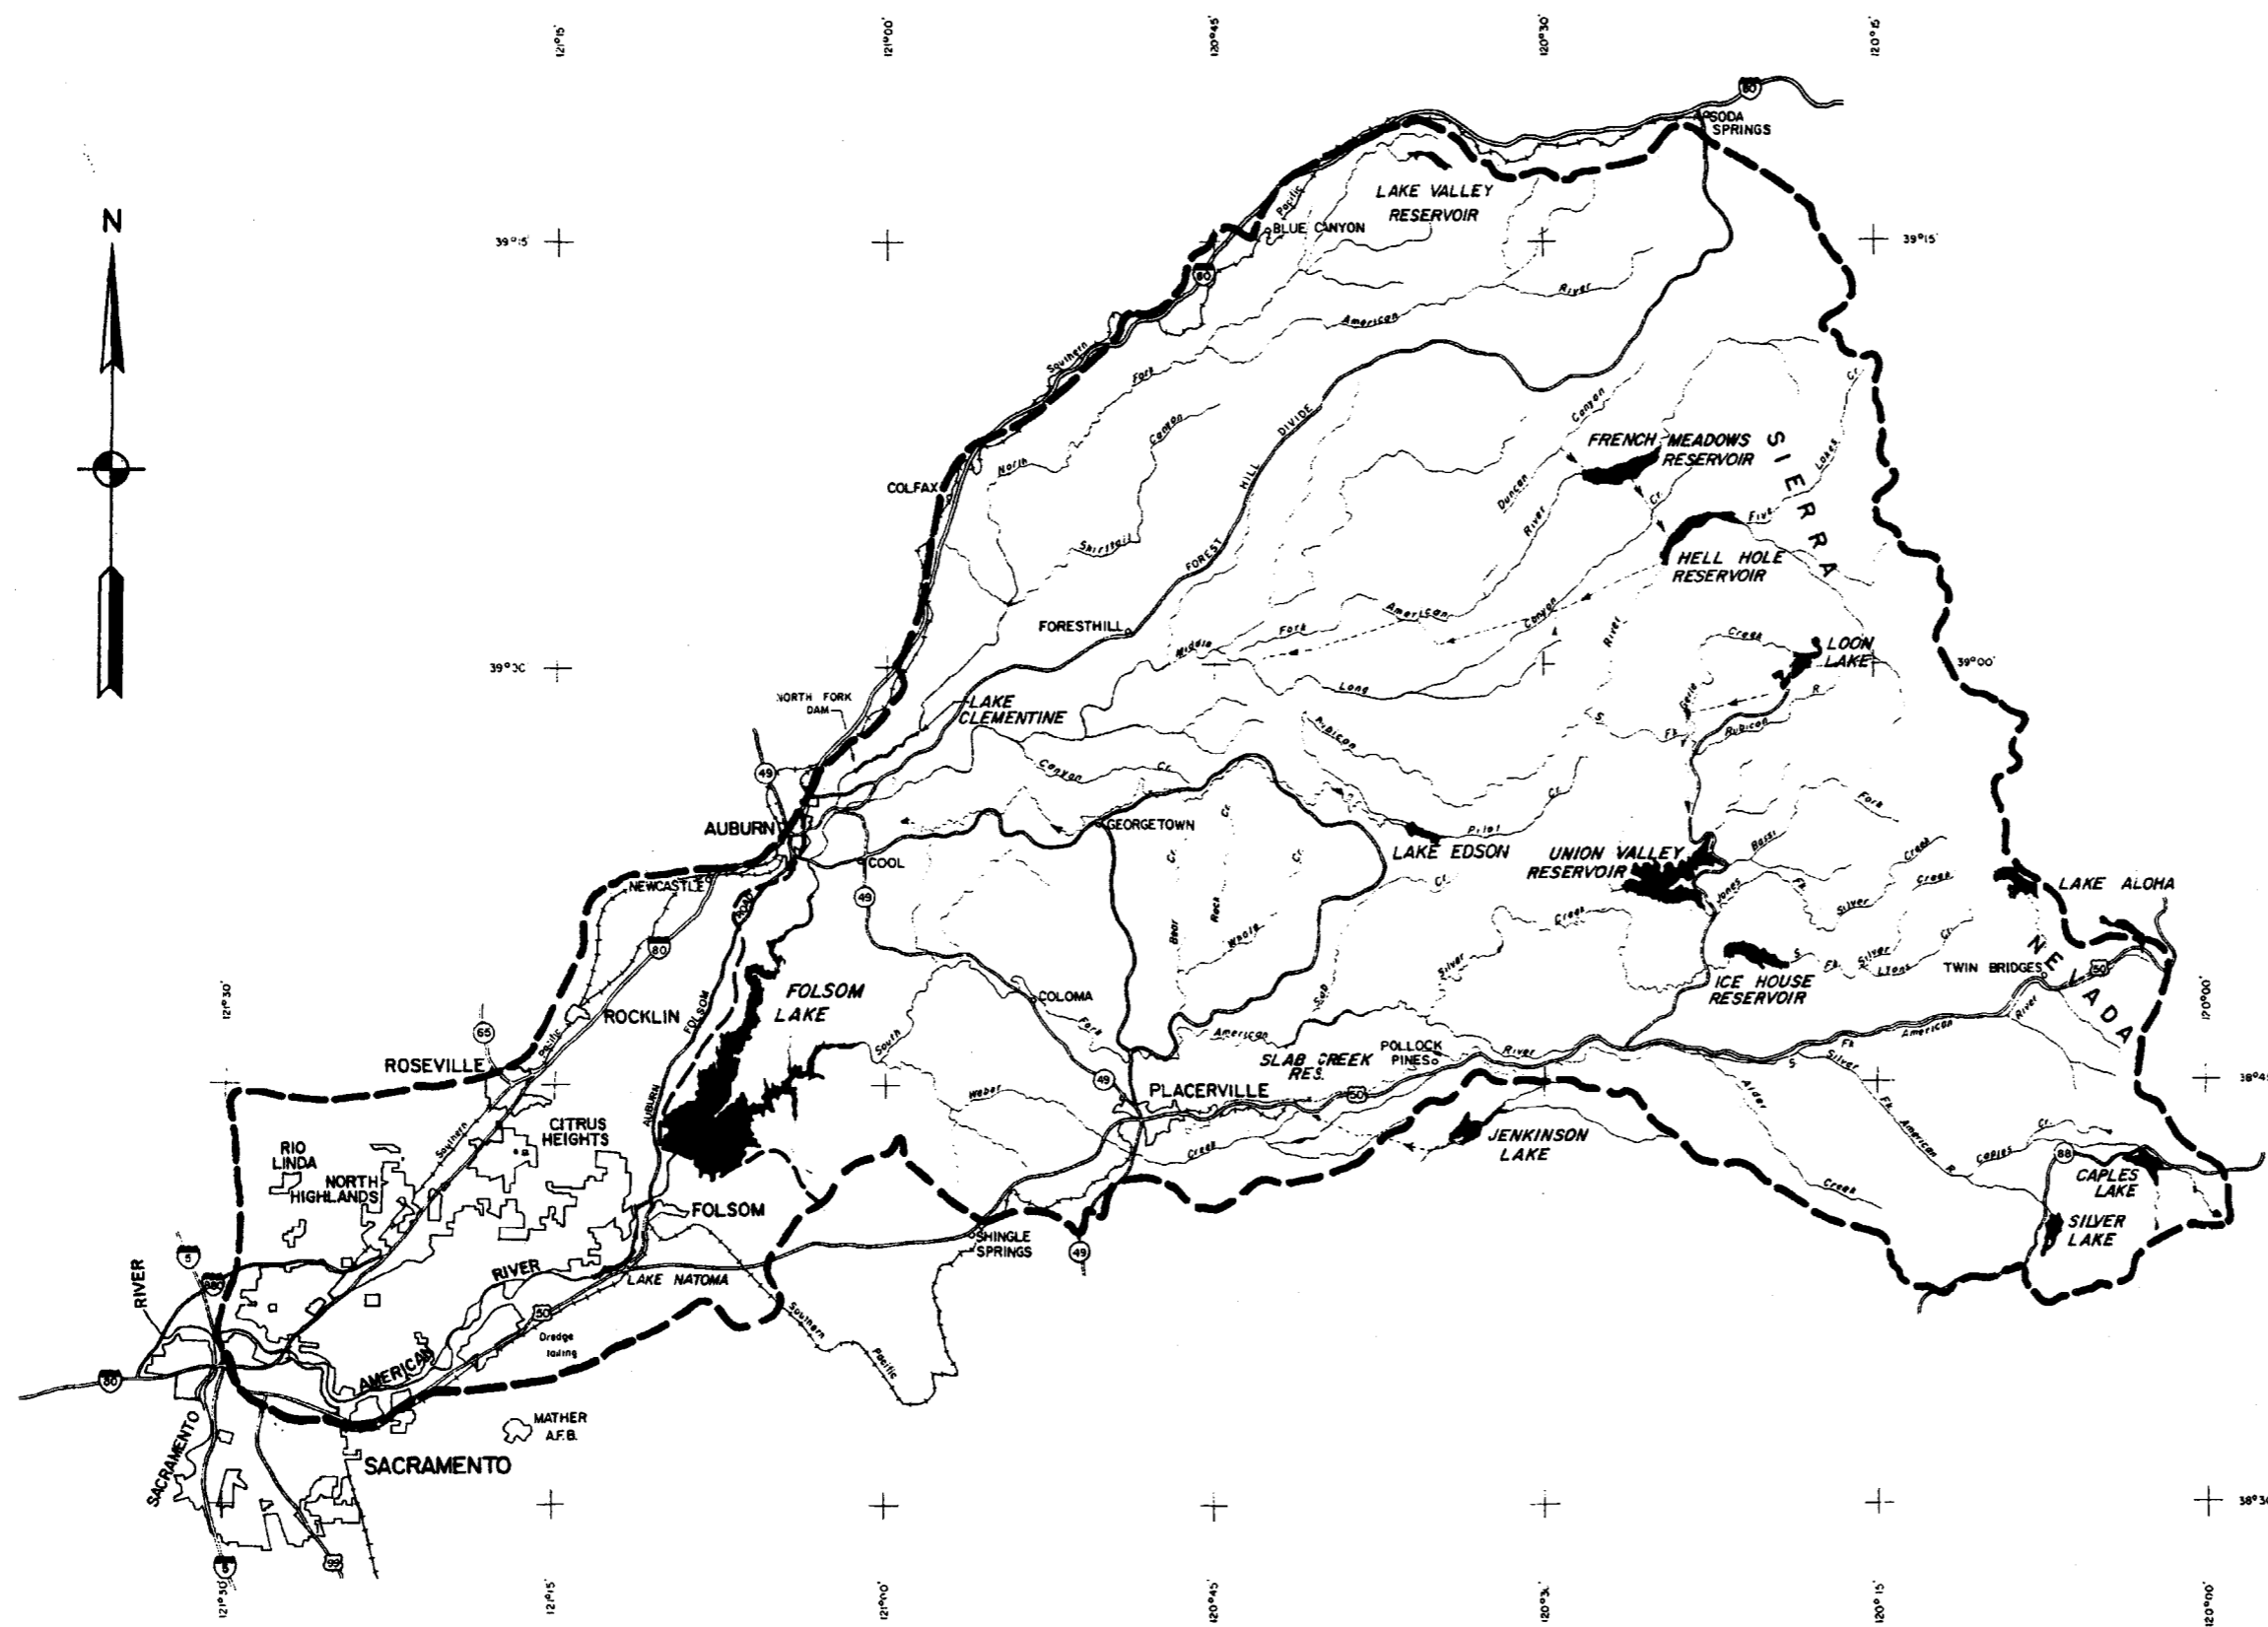 121°15'
121°00'
120°45'
120°30'
120°15'
80
SODA
SPRINGS
N
LAKE VALLEY
RESERVOIR
Pacific
BLUE CANYON
39°15'
39°15'
80
River
American
Southern
Fork
Cr.
Canyon
DIVIDE
Canyon
FRENCH MEADOWS
RESERVOIR
SIERRA
Lakes
North
COLFAX
HILL
Duncan
River
Cr.
Five
Shirttail
FOREST
HELL HOLE
RESERVOIR
FORESTHILL
Middle
Fork
American
Canyon
River
Creek
LOON
LAKE
39°00'
Long
Gerle
R
NORTH FORK
DAM
LAKE
CLEMENTINE
Rubicon
S
Fk
Rubicon
49
Canyon
Cr.
Cr.
Fork
AUBURN
GEORGETOWN
Cr.
Pilot
Bassi
COOL
Cr.
Cr.
LAKE EDSON
UNION VALLEY
RESERVOIR
Creek
NEWCASTLE
ROAD
49
Cr.
Jones
Fk
Silver
Creek
LAKE ALOHA
Bear
Rock
Whale
Creek
80
Silver
S
Fk
Silver
Lyons
Cr.
NEVADA
TWIN BRIDGES
50
121°30'
FOLSOM
LAKE
FOLSOM
COLOMA
ICE HOUSE
RESERVOIR
120°00'
65
ROCKLIN
Fork
American
River
American
South
Pacific
ROSEVILLE
SLAB CREEK
RES.
POLLOCK
PINES
River
Fk
S
Silver
38°45'
AUBURN
Weber
49
PLACERVILLE
50
Alder
Fk
CITRUS
HEIGHTS
Southern
RIO
LINDA
NORTH
HIGHLANDS
Creek
JENKINSON
LAKE
American
R
Caples
Cr.
88
CAPLES
LAKE
Creek
FOLSOM
SHINGLE
SPRINGS
49
SILVER
LAKE
5
880
RIVER
RIVER
LAKE NATOMA
50
Southern
Dredge
tailing
Pacific
80
AMERICAN
MATHER
A.F.B.
SACRAMENTO
SACRAMENTO
5
99
121°30'
121°15'
121°00'
120°45'
120°15'
120°00'